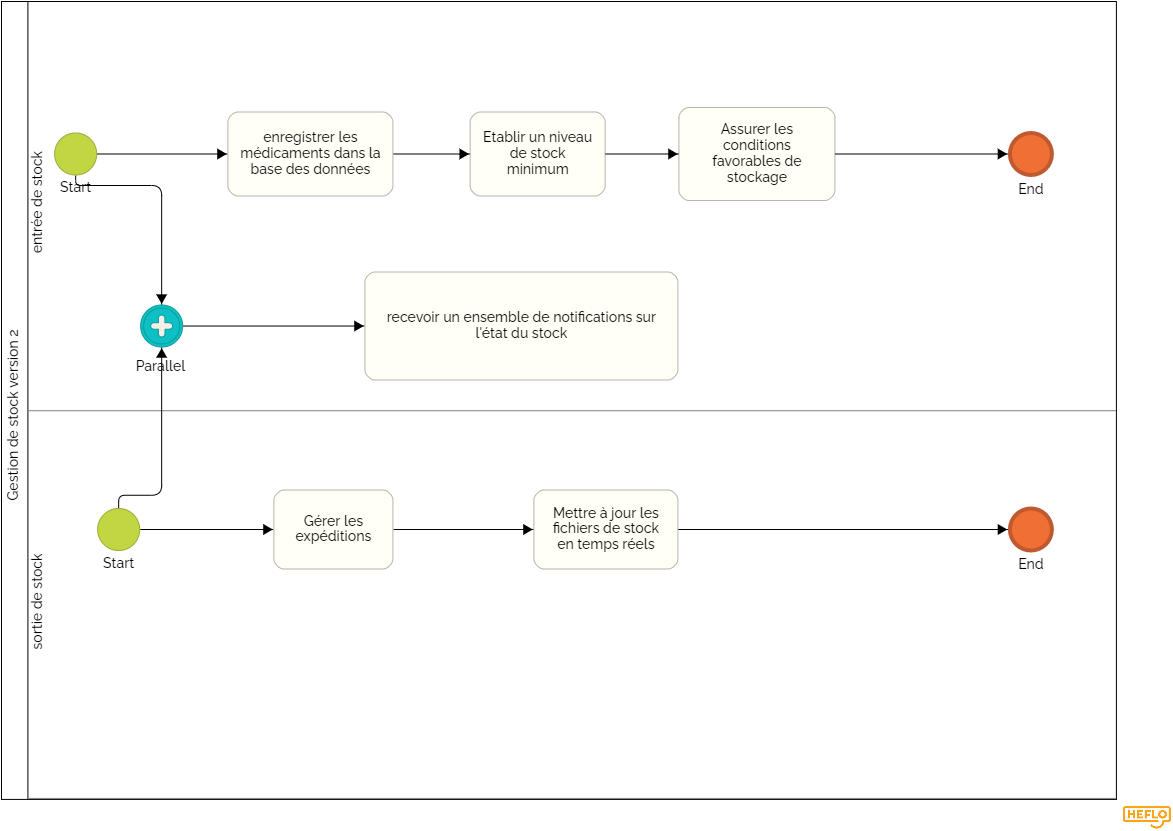 Gestion de stock version 2
entrée de stock
Start
enregistrer les
médicaments dans la
base des données
Etablir un niveau
de stock
minimum
Assurer les
conditions
favorables de
stockage
End
Parallel
recevoir un ensemble de notifications sur
l'état du stock
sortie de stock
Start
Gérer les
expéditions
Mettre à jour les
fichiers de stock
en temps réels
End
HEFLO